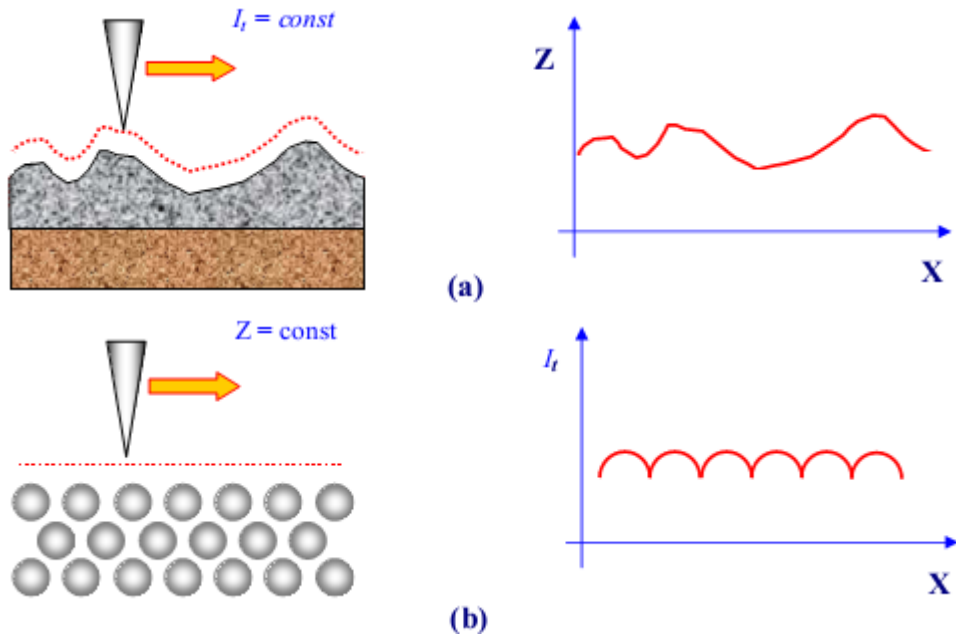 I_t = const
Z
X
(a)
Z = const
I_t
X
(b)